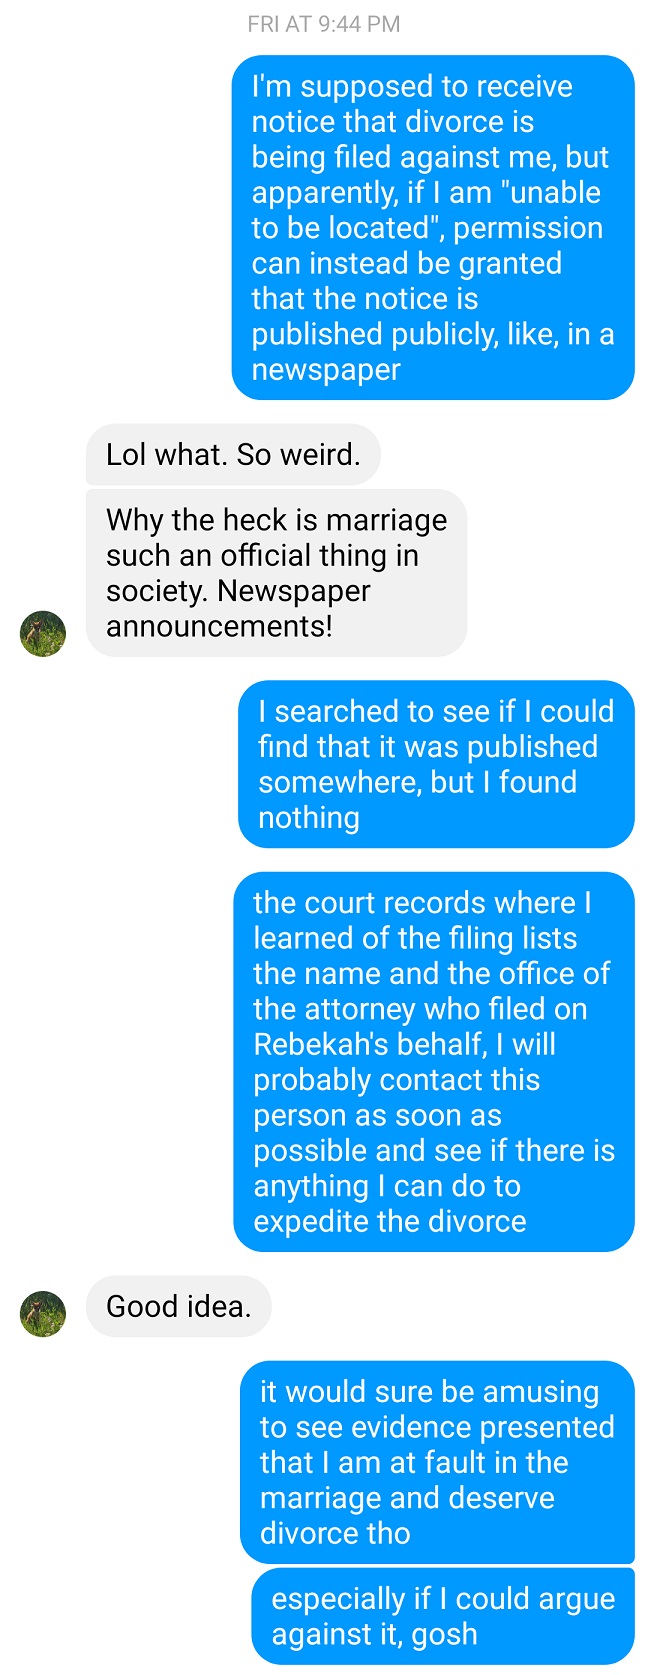 FRI AT 9:44 PM
I'm supposed to receive
notice that divorce is
being filed against me, but
apparently, if I am "unable
to be located", permission
can instead be granted
that the notice is
published publicly, like, in a
newspaper
Lol what. So weird.
Why the heck is marriage
such an official thing in
society. Newspaper
announcements!
I searched to see if I could
find that it was published
somewhere, but I found
nothing
the court records where I
learned of the filing lists
the name and the office of
the attorney who filed on
Rebekah's behalf, I will
probably contact this
person as soon as
possible and see if there is
anything I can do to
expedite the divorce
Good idea.
it would sure be amusing
to see evidence presented
that I am at fault in the
marriage and deserve
divorce tho
especially if I could argue
against it, gosh